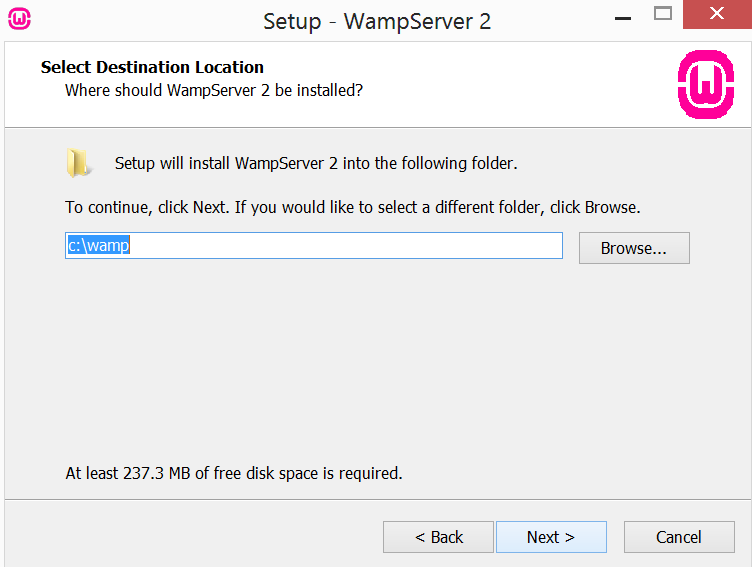 Setup - WampServer 2
Select Destination Location
Where should WampServer 2 be installed?
Setup will install WampServer 2 into the following folder.
To continue, click Next. If you would like to select a different folder, click Browse.
c:\wamp
Browse...
At least 237.3 MB of free disk space is required.
< Back
Next >
Cancel